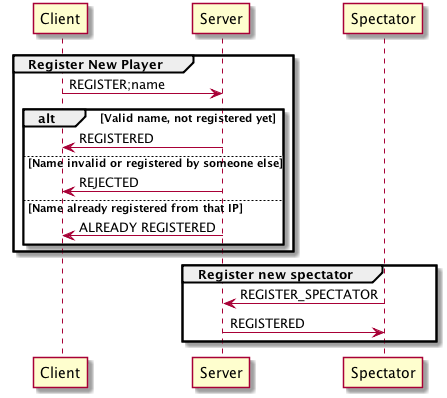 Client Server Spectator
Register New Player
REGISTER;name
alt [Valid name, not registered yet]
REGISTERED
[Name invalid or registered by someone else]
REJECTED
[Name already registered from that IP]
ALREADY REGISTERED
Register new spectator
REGISTER_SPECTATOR
REGISTERED
Client Server Spectator